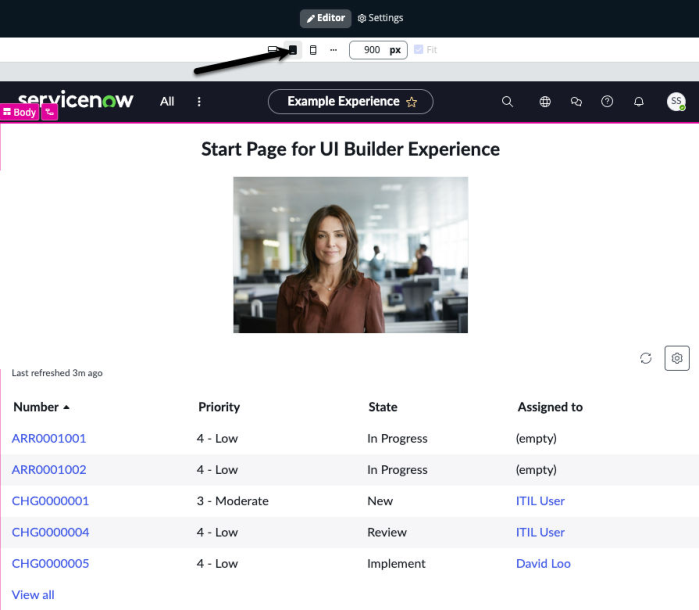 Editor Settings
900 px Fit
servicenow All Example Experience SS
Body
Start Page for UI Builder Experience
Last refreshed 3m ago
Number Priority State Assigned to
ARR0001001 4 - Low In Progress (empty)
ARR0001002 4 - Low In Progress (empty)
CHG0000001 3 - Moderate New ITIL User
CHG0000004 4 - Low Review ITIL User
CHG0000005 4 - Low Implement David Loo
View all